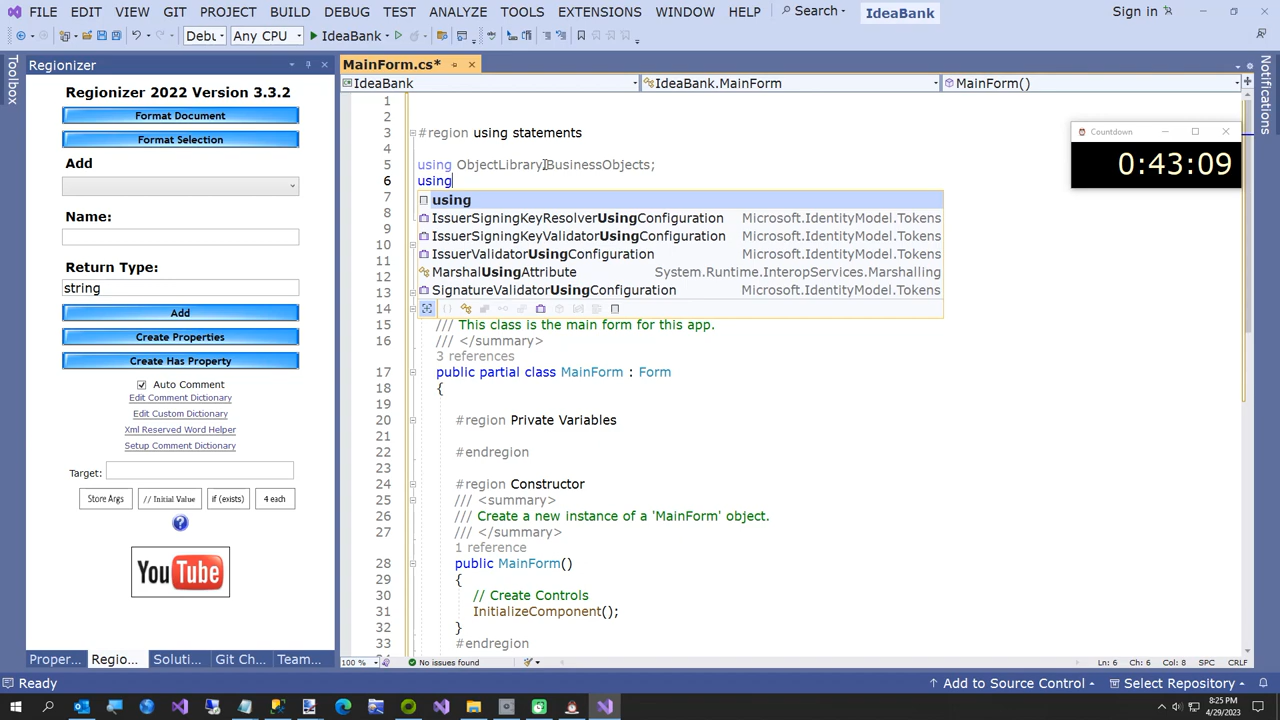 FILE EDIT VIEW GIT PROJECT BUILD DEBUG TEST ANALYZE TOOLS EXTENSIONS WINDOW HELP Search IdeaBank Sign in
Debu Any CPU IdeaBank
Toolbox
Regionizer
Regionizer 2022 Version 3.3.2
Format Document
Format Selection
Add
Name:
Return Type:
string
Add
Create Properties
Create Has Property
Auto Comment
Edit Comment Dictionary
Edit Custom Dictionary
Xml Reserved Word Helper
Setup Comment Dictionary
Target:
Store Args // Initial Value if (exists) 4 each
You Tube
Proper... Regio... Soluti... Git Ch... Team...
MainForm.cs*
IdeaBank IdeaBank.MainForm MainForm()
1
2
3 #region using statements
4
5 using ObjectLibrary.BusinessObjects;
6 using
7 using
8 IssuerSigningKeyResolverUsingConfiguration Microsoft.IdentityModel.Tokens
9 IssuerSigningKeyValidatorUsingConfiguration Microsoft.IdentityModel.Tokens
10 IssuerValidatorUsingConfiguration Microsoft.IdentityModel.Tokens
11 MarshalUsingAttribute System.Runtime.InteropServices.Marshalling
12
13 SignatureValidatorUsingConfiguration Microsoft.IdentityModel.Tokens
14
15 /// This class is the main form for this app.
16 /// </summary>
3 references
17 public partial class MainForm : Form
18 {
19
20 #region Private Variables
21
22 #endregion
23
24 #region Constructor
25 /// <summary>
26 /// Create a new instance of a 'MainForm' object.
27 /// </summary>
1 reference
28 public MainForm()
29 {
30 // Create Controls
31 InitializeComponent();
32 }
33 #endregion
100 % No issues found Ln: 6 Ch: 6 Col: 8 SPC CRLF
Countdown
0:43:09
Notifications
Ready Add to Source Control Select Repository
8:25 PM
4/29/2023